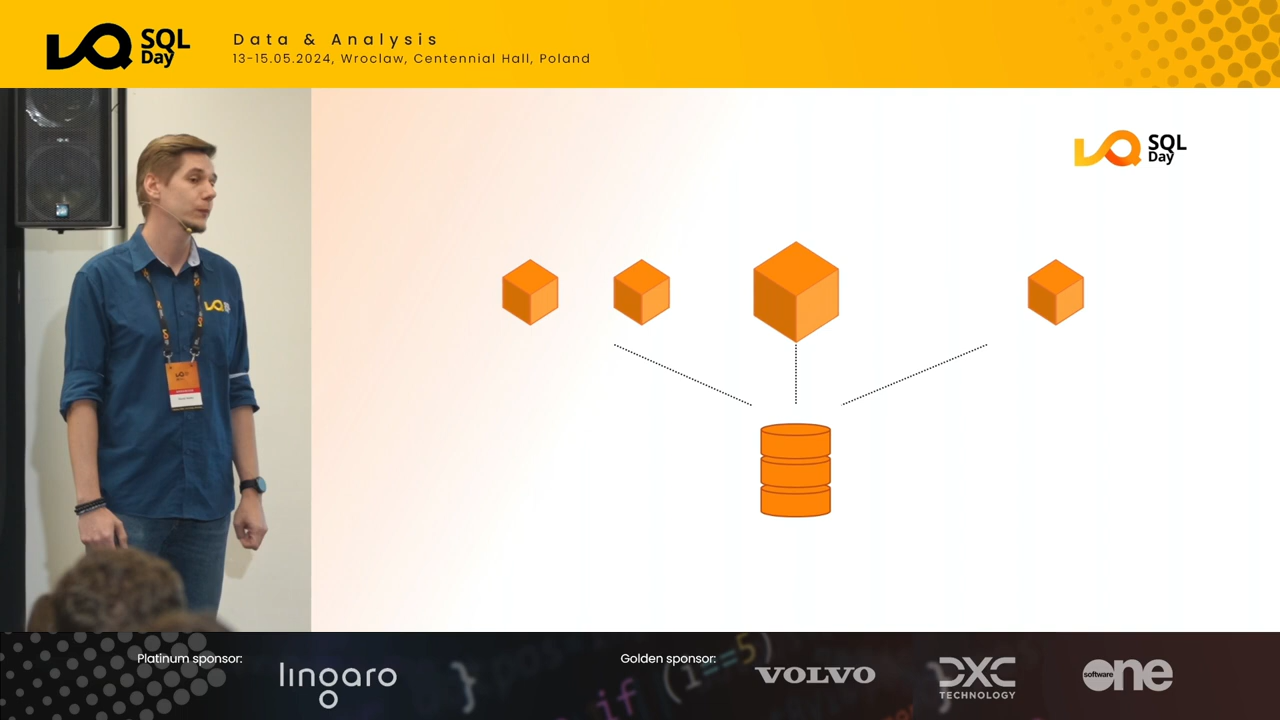 SQL
Day
Data & Analysis
13-15.05.2024, Wroclaw, Centennial Hall, Poland
SQL
Day
Platinum sponsor:
lingaro
Golden sponsor:
VOLVO
DXC
TECHNOLOGY
software
one